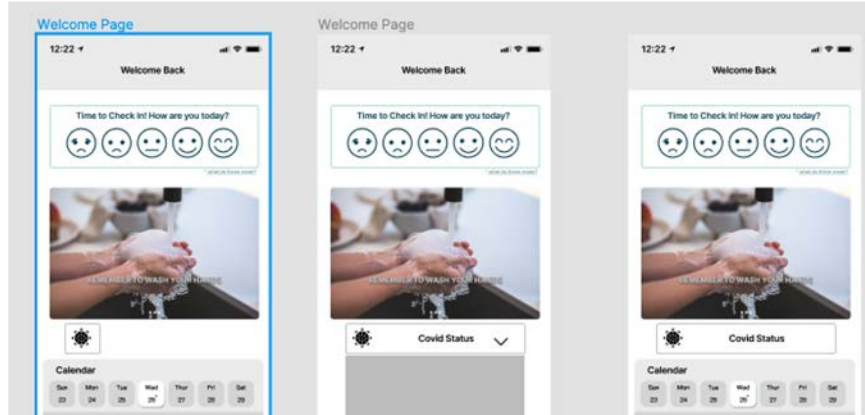 Welcome Page
Welcome Page
12:22
Welcome Back
Time to Check In! How are you today?
REMEMBER TO WASH YOUR HANDS
Calendar
Sun Mon Tue Wed Thur Fri Sat
23 24 25 26 27 28 29
12:22
Welcome Back
Time to Check In! How are you today?
REMEMBER TO WASH YOUR HANDS
Covid Status
12:22
Welcome Back
Time to Check In! How are you today?
REMEMBER TO WASH YOUR HANDS
Covid Status
Calendar
Sun Mon Tue Wed Thur Fri Sat
23 24 25 26 27 28 29